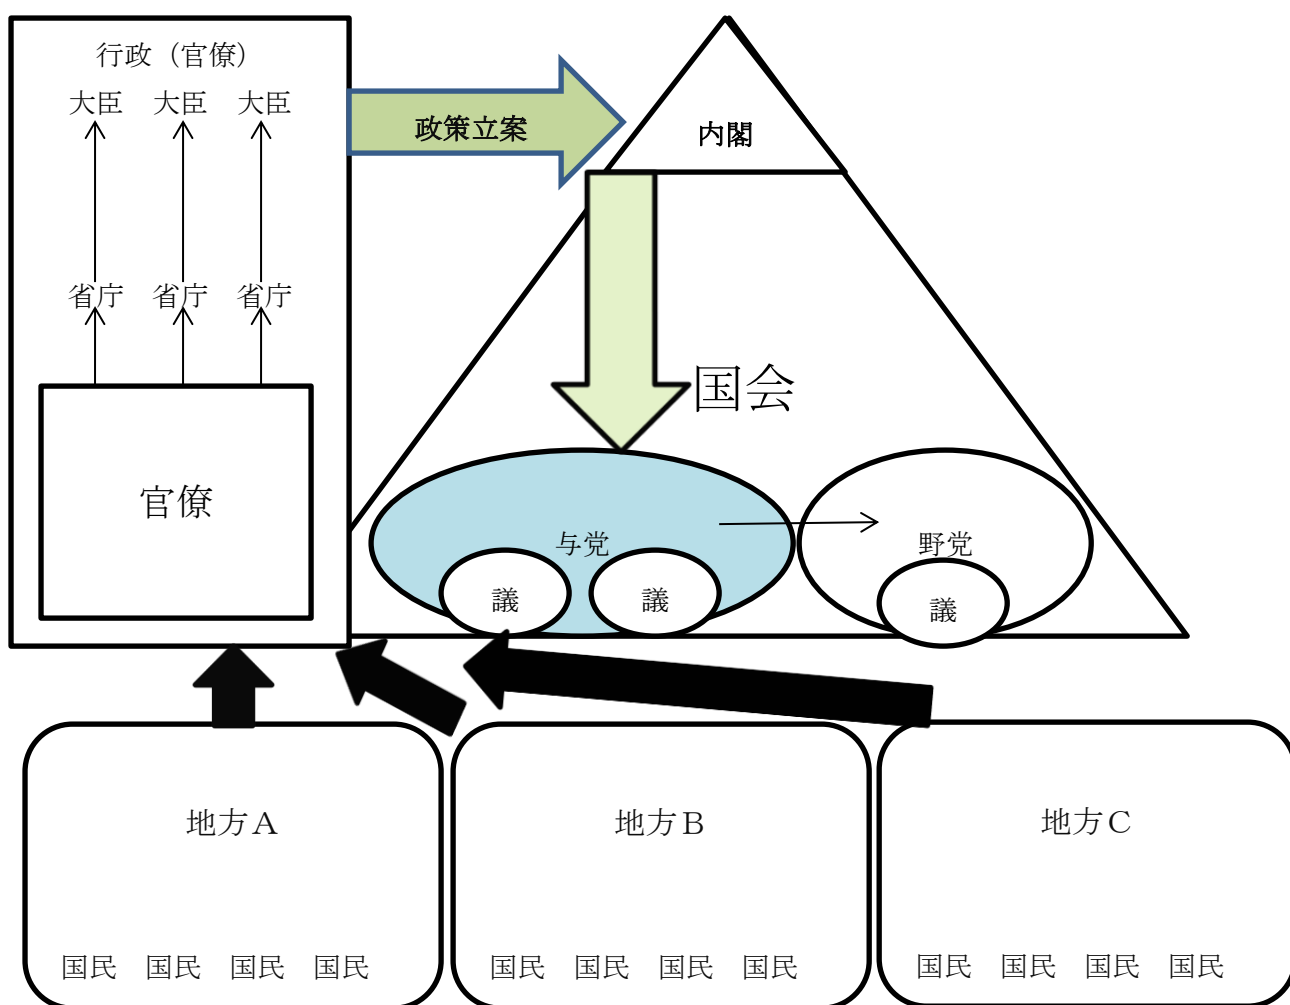 行政（官僚）
大臣 大臣 大臣
省庁 省庁 省庁
官僚
政策立案
内閣
国会
与党
議 議
野党
議
地方Ａ
国民 国民 国民 国民
地方Ｂ
国民 国民 国民 国民
地方Ｃ
国民 国民 国民 国民